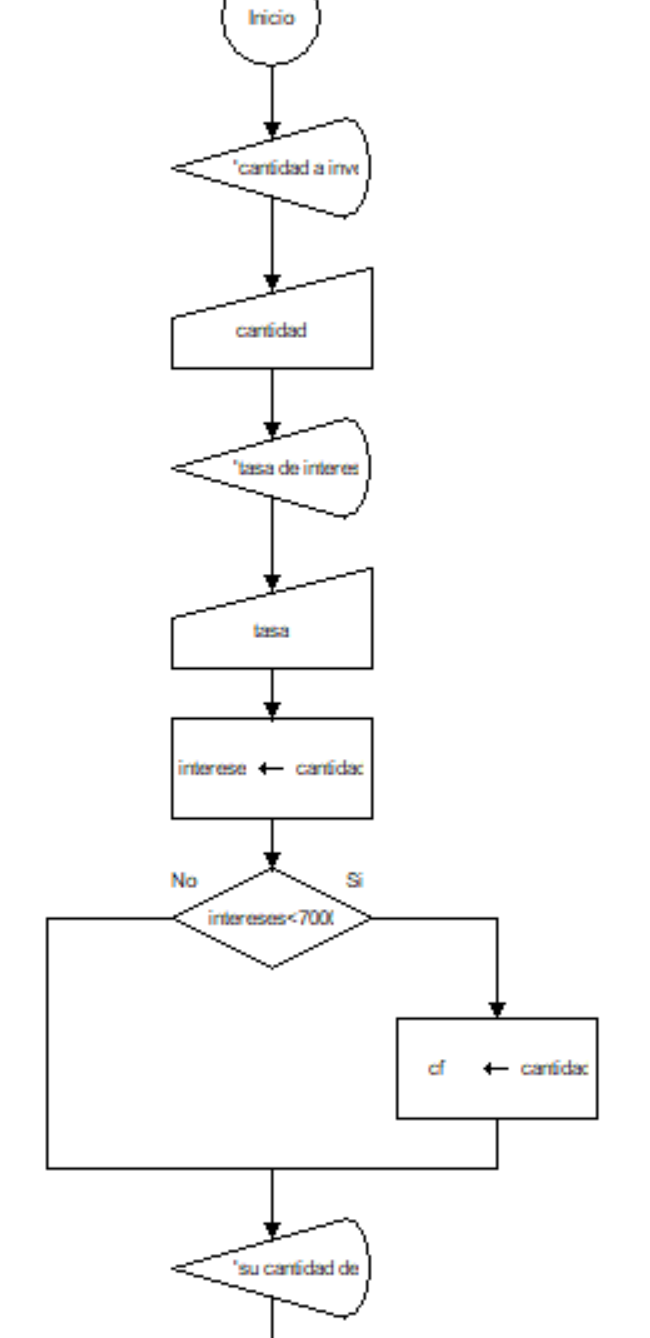 Inicio
"cantidad a inve
cantidad
"tasa de interes
tasa
interese ← cantidac
No
Si
intereses<700(
cf ← cantidac
"su cantidad de